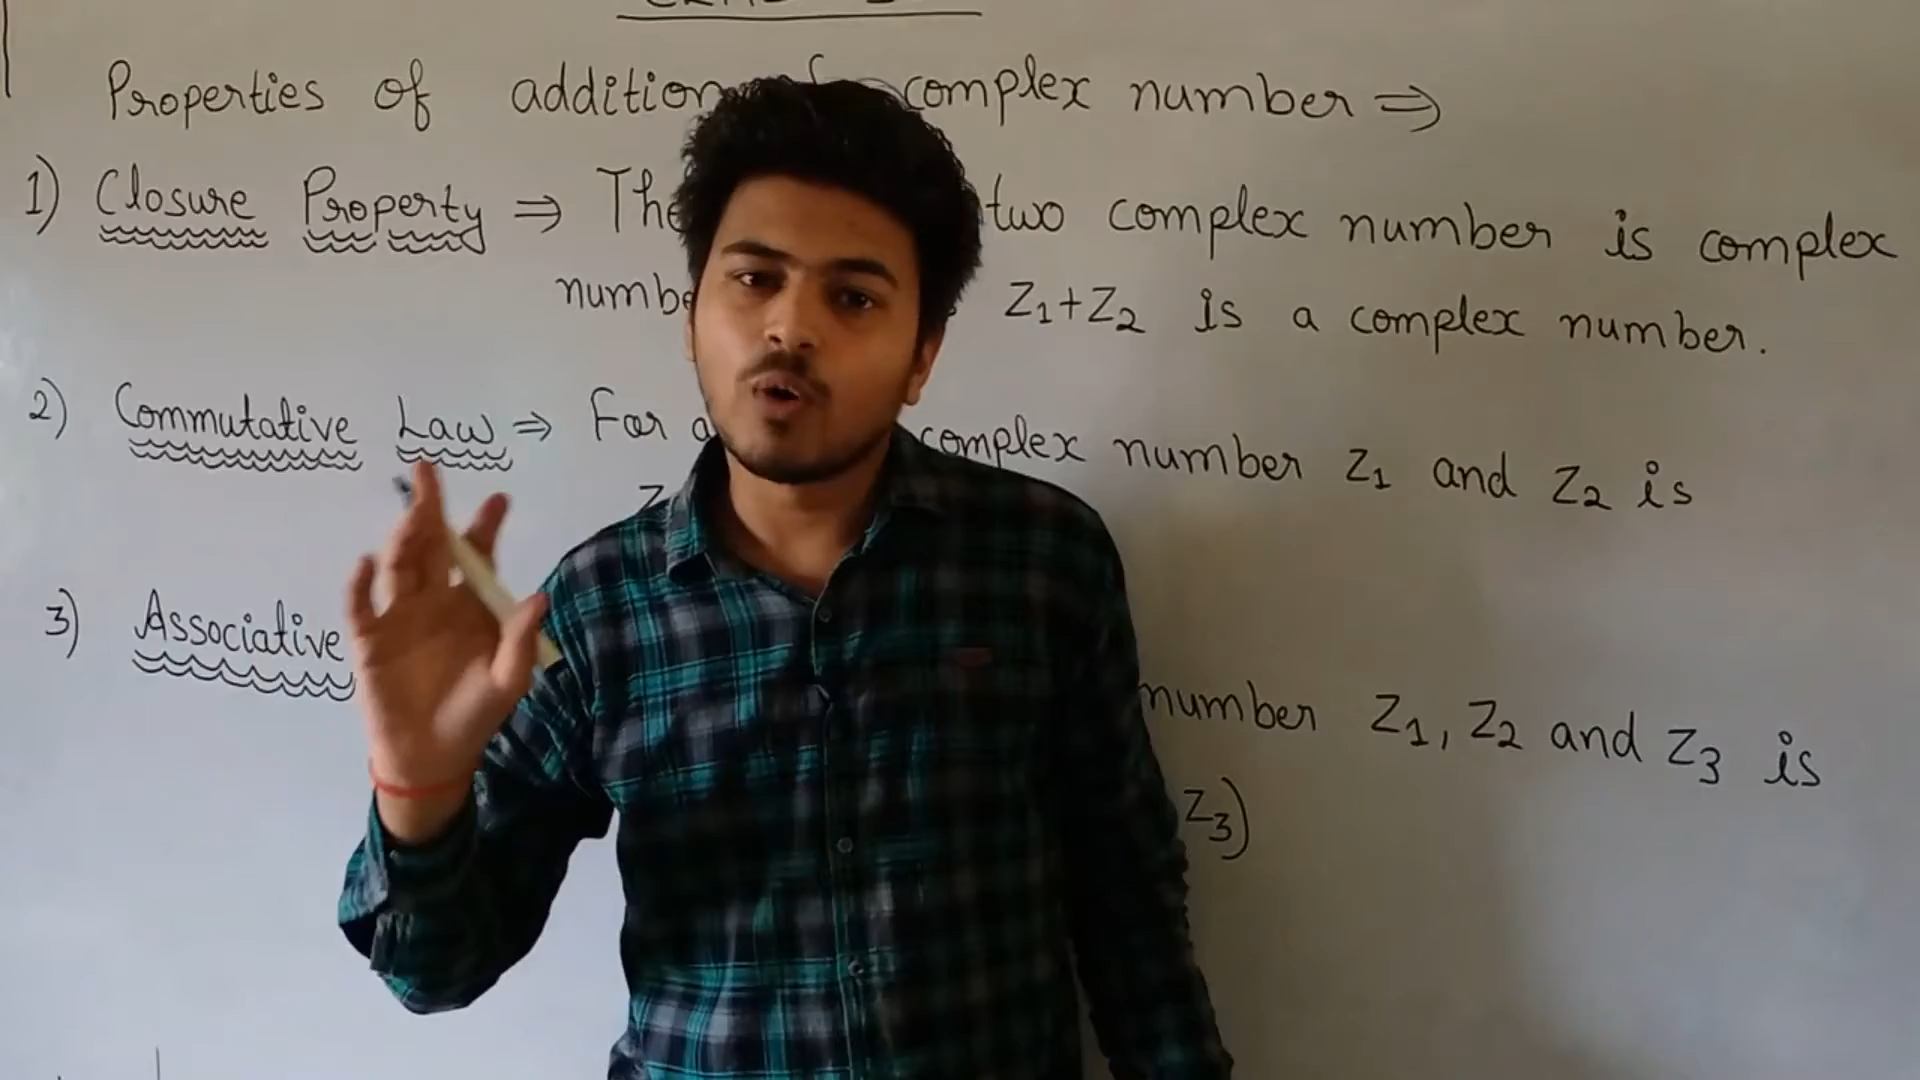 Properties of addition complex number ⇒
1) Closure Property ⇒ The two complex number is complex
Z1+Z2 is a complex number.
2) Commutative Law ⇒ For complex number Z1 and Z2 is
Z
3) Associative number Z1, Z2 and Z3 is
Z3)